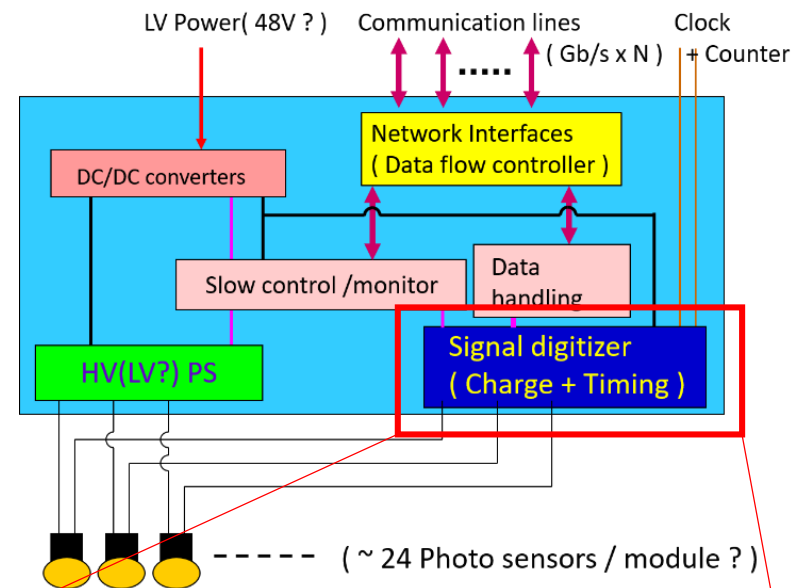 LV Power( 48V ? )
Communication lines
Clock
( Gb/s x N )
+ Counter
Network Interfaces
( Data flow controller )
DC/DC converters
Slow control /monitor
Data
handling
HV(LV?) PS
Signal digitizer
( Charge + Timing )
( ~ 24 Photo sensors / module ? )